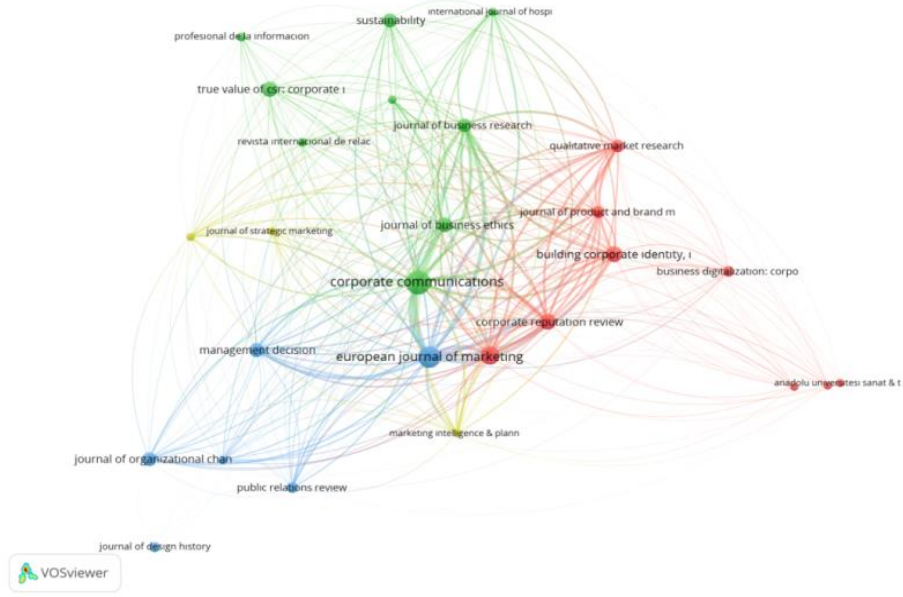 international journal of hospi
sustainability
profesional de la informacion
true value of csr: corporate i
journal of business research
revista internacional de relac
qualitative market research
journal of product and brand m
journal of strategic marketing
journal of business ethics
building corporate identity, i
business digitalization: corpo
corporate communications
corporate reputation review
management decision
european journal of marketing
anadolu universitesi sanat & t
marketing intelligence & plann
journal of organizational chan
public relations review
journal of design history
VOSviewer